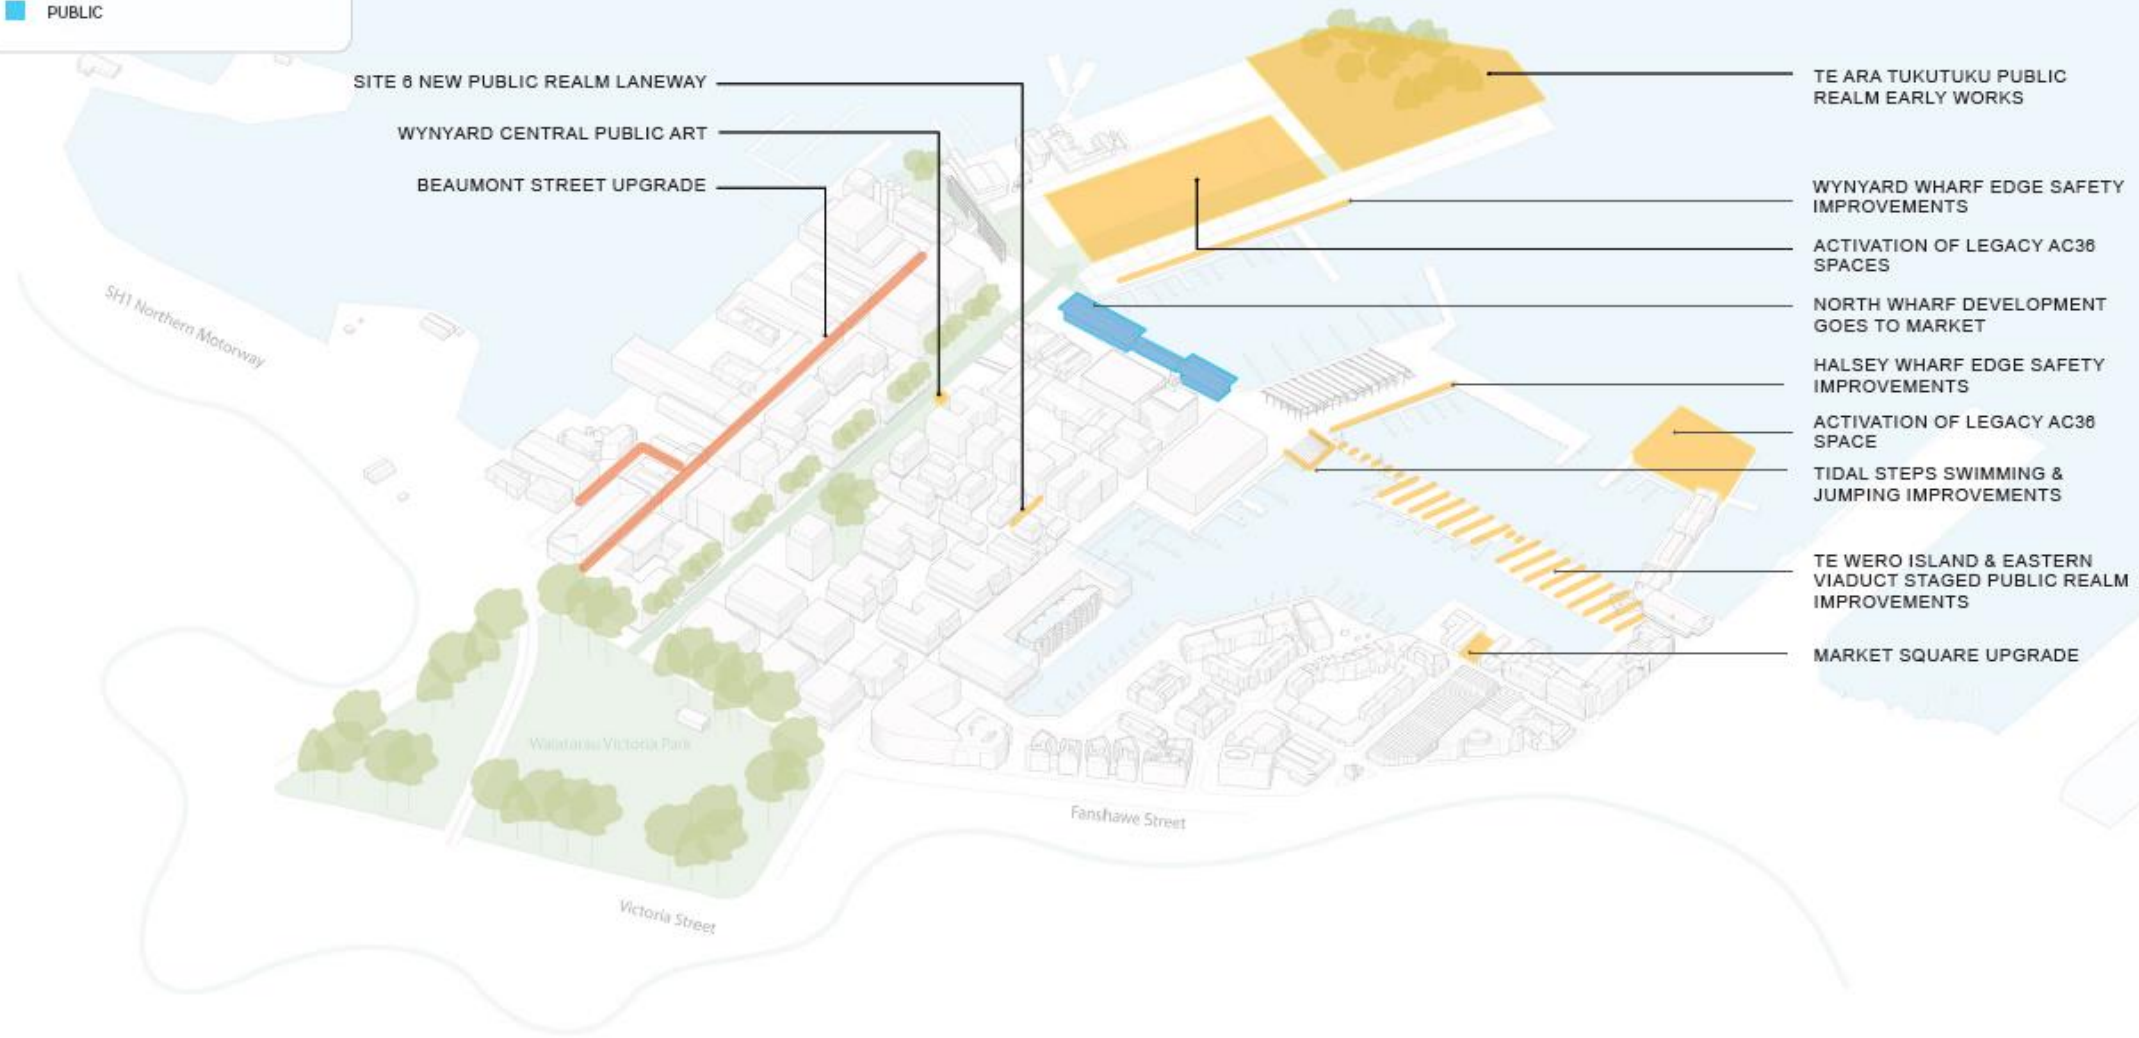 PUBLIC
SITE 6 NEW PUBLIC REALM LANEWAY
WYNYARD CENTRAL PUBLIC ART
BEAUMONT STREET UPGRADE
TE ARA TUKUTUKU PUBLIC
REALM EARLY WORKS
WYNYARD WHARF EDGE SAFETY
IMPROVEMENTS
ACTIVATION OF LEGACY AC36
SPACES
NORTH WHARF DEVELOPMENT
GOES TO MARKET
HALSEY WHARF EDGE SAFETY
IMPROVEMENTS
ACTIVATION OF LEGACY AC36
SPACE
TIDAL STEPS SWIMMING &
JUMPING IMPROVEMENTS
TE WERO ISLAND & EASTERN
VIADUCT STAGED PUBLIC REALM
IMPROVEMENTS
MARKET SQUARE UPGRADE
SH1 Northern Motorway
Waiatarau Victoria Park
Fanshawe Street
Victoria Street